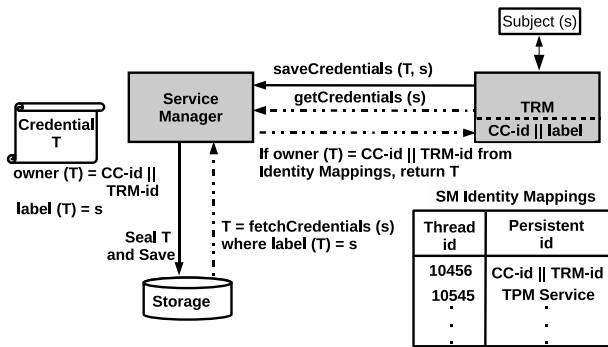 Subject (s)
saveCredentials (T, s)
getCredentials (s)
Service
Manager
TRM
CC-id || label
Credential
T
If owner (T) = CC-id || TRM-id from
Identity Mappings, return T
owner (T) = CC-id ||
TRM-id
label (T) = s
T = fetchCredentials (s)
where label (T) = s
Seal T
and Save
Storage
SM Identity Mappings
Thread
id
Persistent
id
10456
CC-id || TRM-id
10545
TPM Service
.
.
.
.
.
.